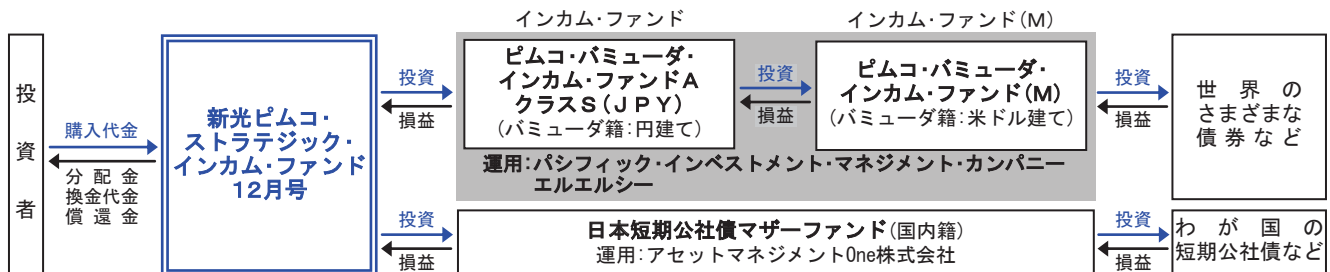 インカム・ファンド
インカム・ファンド(M)
投資者
購入代金
分配金
換金代金
償還金
新光ピムコ・
ストラテジック・
インカム・ファンド
12月号
投資
損益
ピムコ・バミューダ・
インカム・ファンドA
クラスS(JPY)
(バミューダ籍:円建て)
投資
損益
ピムコ・バミューダ・
インカム・ファンド(M)
(バミューダ籍:米ドル建て)
投資
損益
世界の
さまざまな
債券など
運用:パシフィック・インベストメント・マネジメント・カンパニー
エルエルシー
投資
損益
日本短期公社債マザーファンド(国内籍)
運用:アセットマネジメントOne株式会社
投資
損益
わが国の
短期公社債など